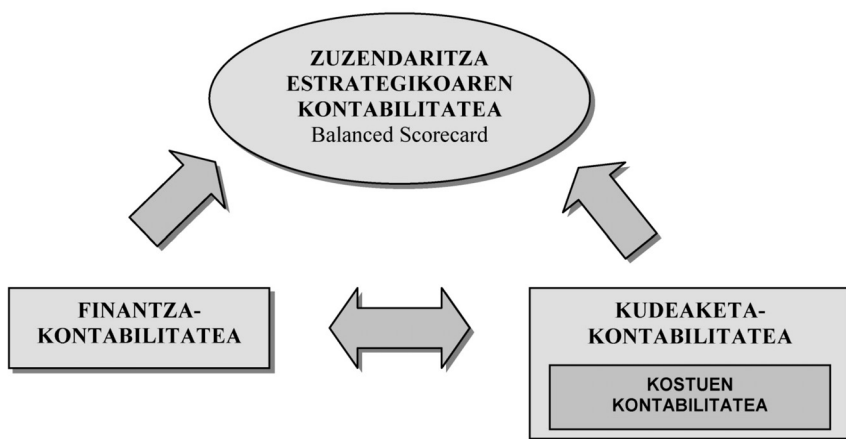 ZUZENDARITZA
ESTRATEGIKOAREN
KONTABILITATEA
Balanced Scorecard
FINANTZA-
KONTABILITATEA
KUDEAKETA-
KONTABILITATEA
KOSTUEN
KONTABILITATEA